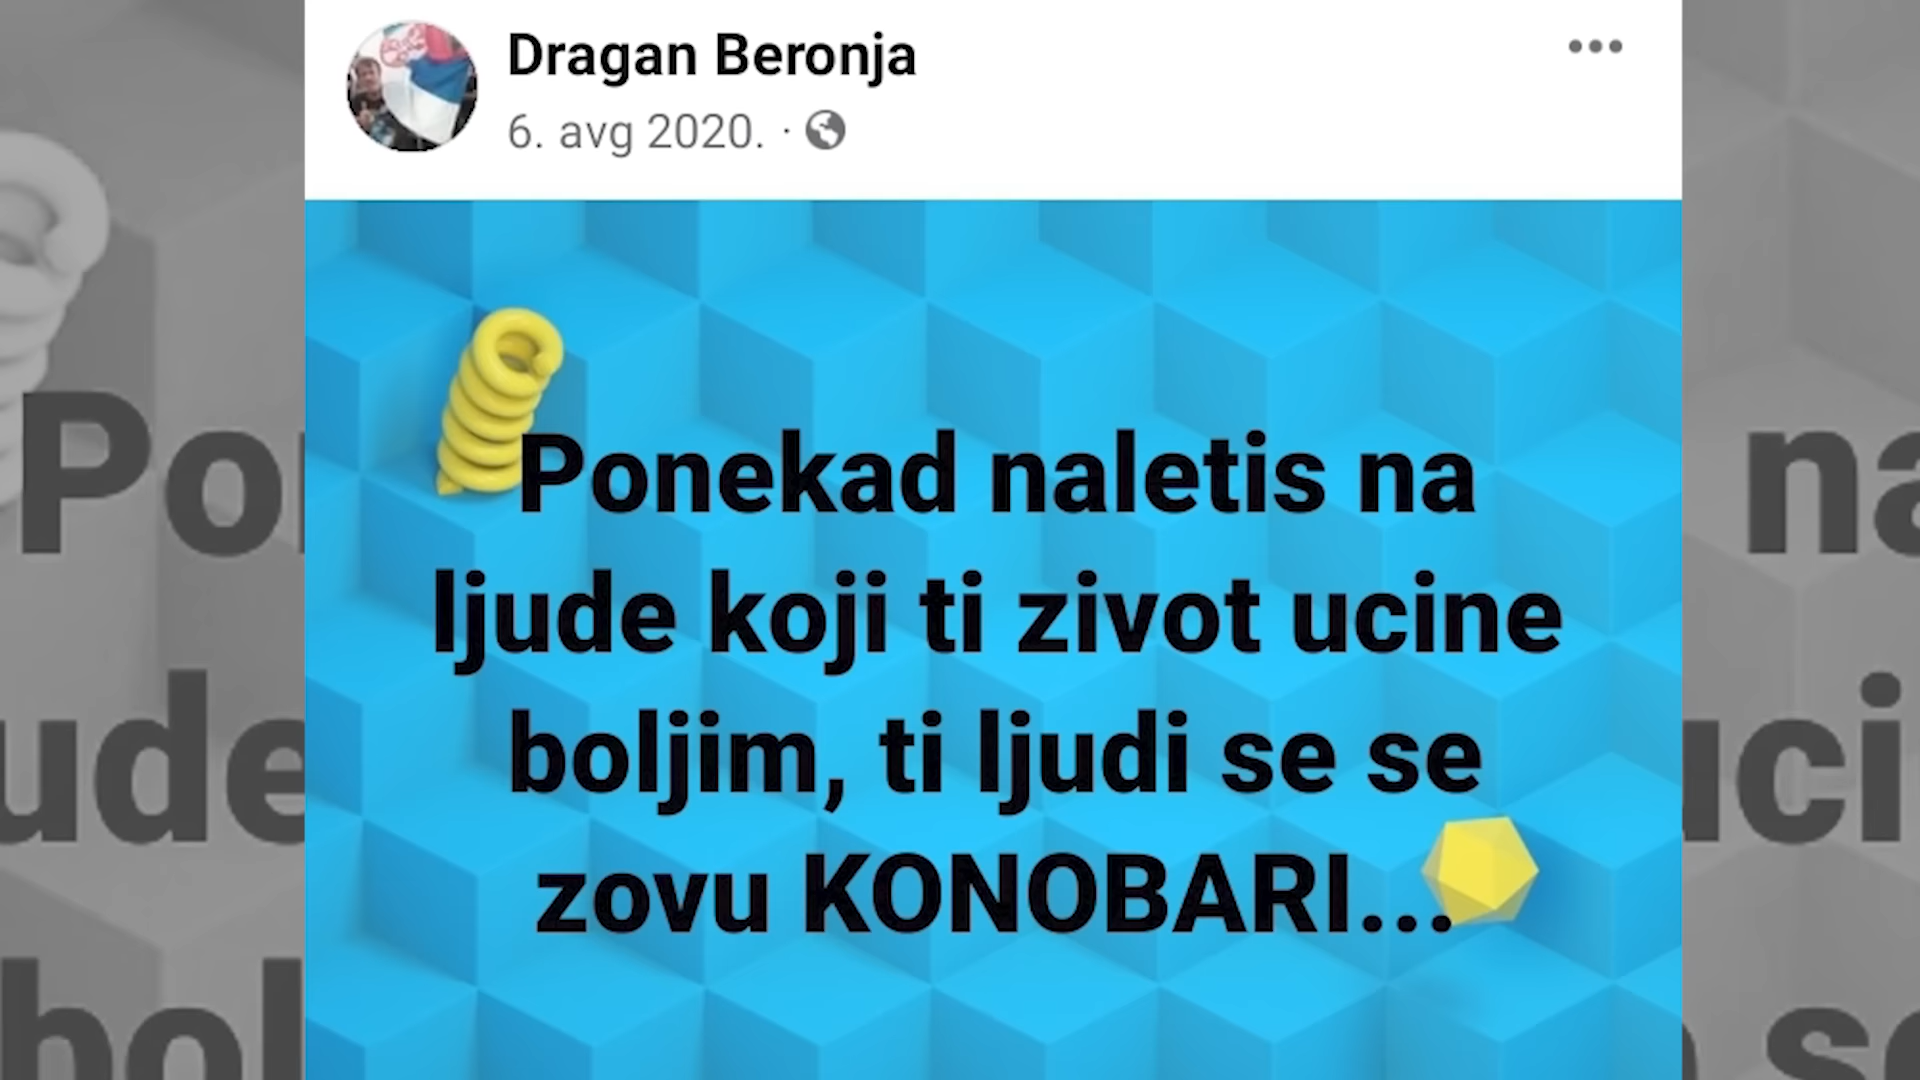 Dragan Beronja
6. avg 2020. ·
Ponekad naletis na
ljude koji ti zivot ucine
boljim, ti ljudi se se
zovu KONOBARI...